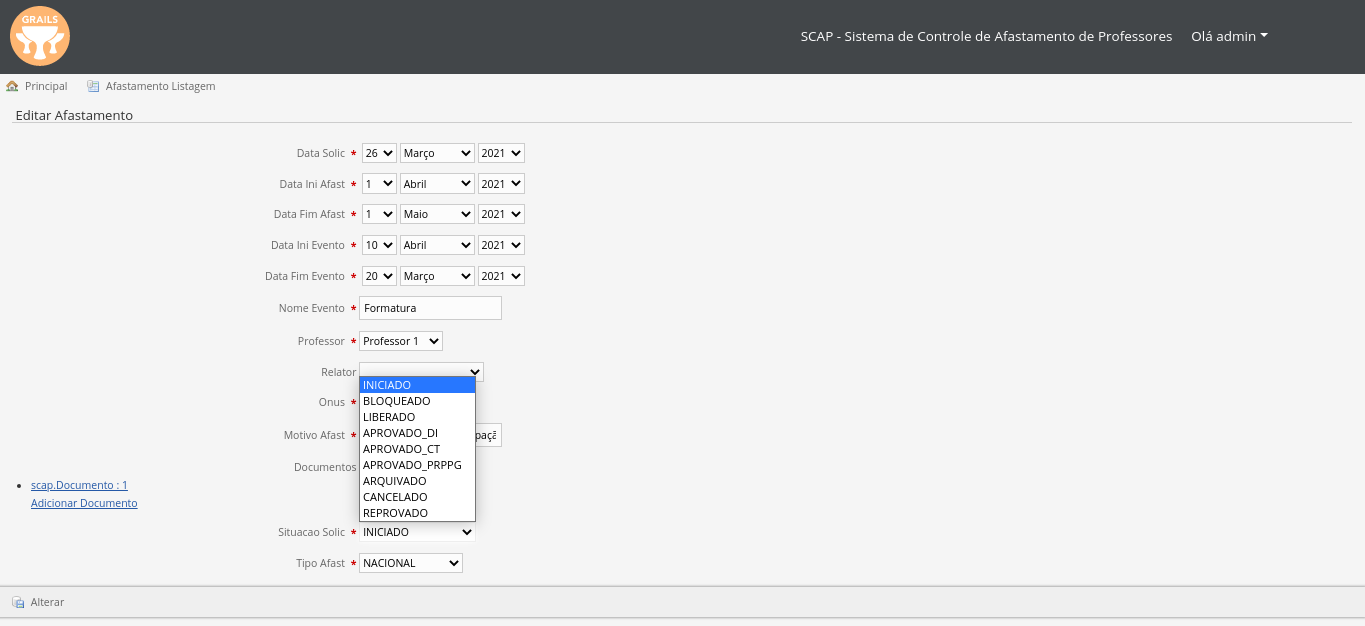 GRAILS
SCAP - Sistema de Controle de Afastamento de Professores Olá admin
Principal Afastamento Listagem
Editar Afastamento
Data Solic * 26 Março 2021
Data Ini Afast * 1 Abril 2021
Data Fim Afast * 1 Maio 2021
Data Ini Evento * 10 Abril 2021
Data Fim Evento * 20 Março 2021
Nome Evento * Formatura
Professor * Professor 1
Relator
INICIADO
BLOQUEADO
Onus *
LIBERADO
APROVADO_DI
Motivo Afast *
APROVADO_CT
APROVADO_PRPPG
Documentos
ARQUIVADO
CANCELADO
REPROVADO
• scap.Documento : 1
Adicionar Documento
Situacao Solic * INICIADO
Tipo Afast * NACIONAL
Alterar